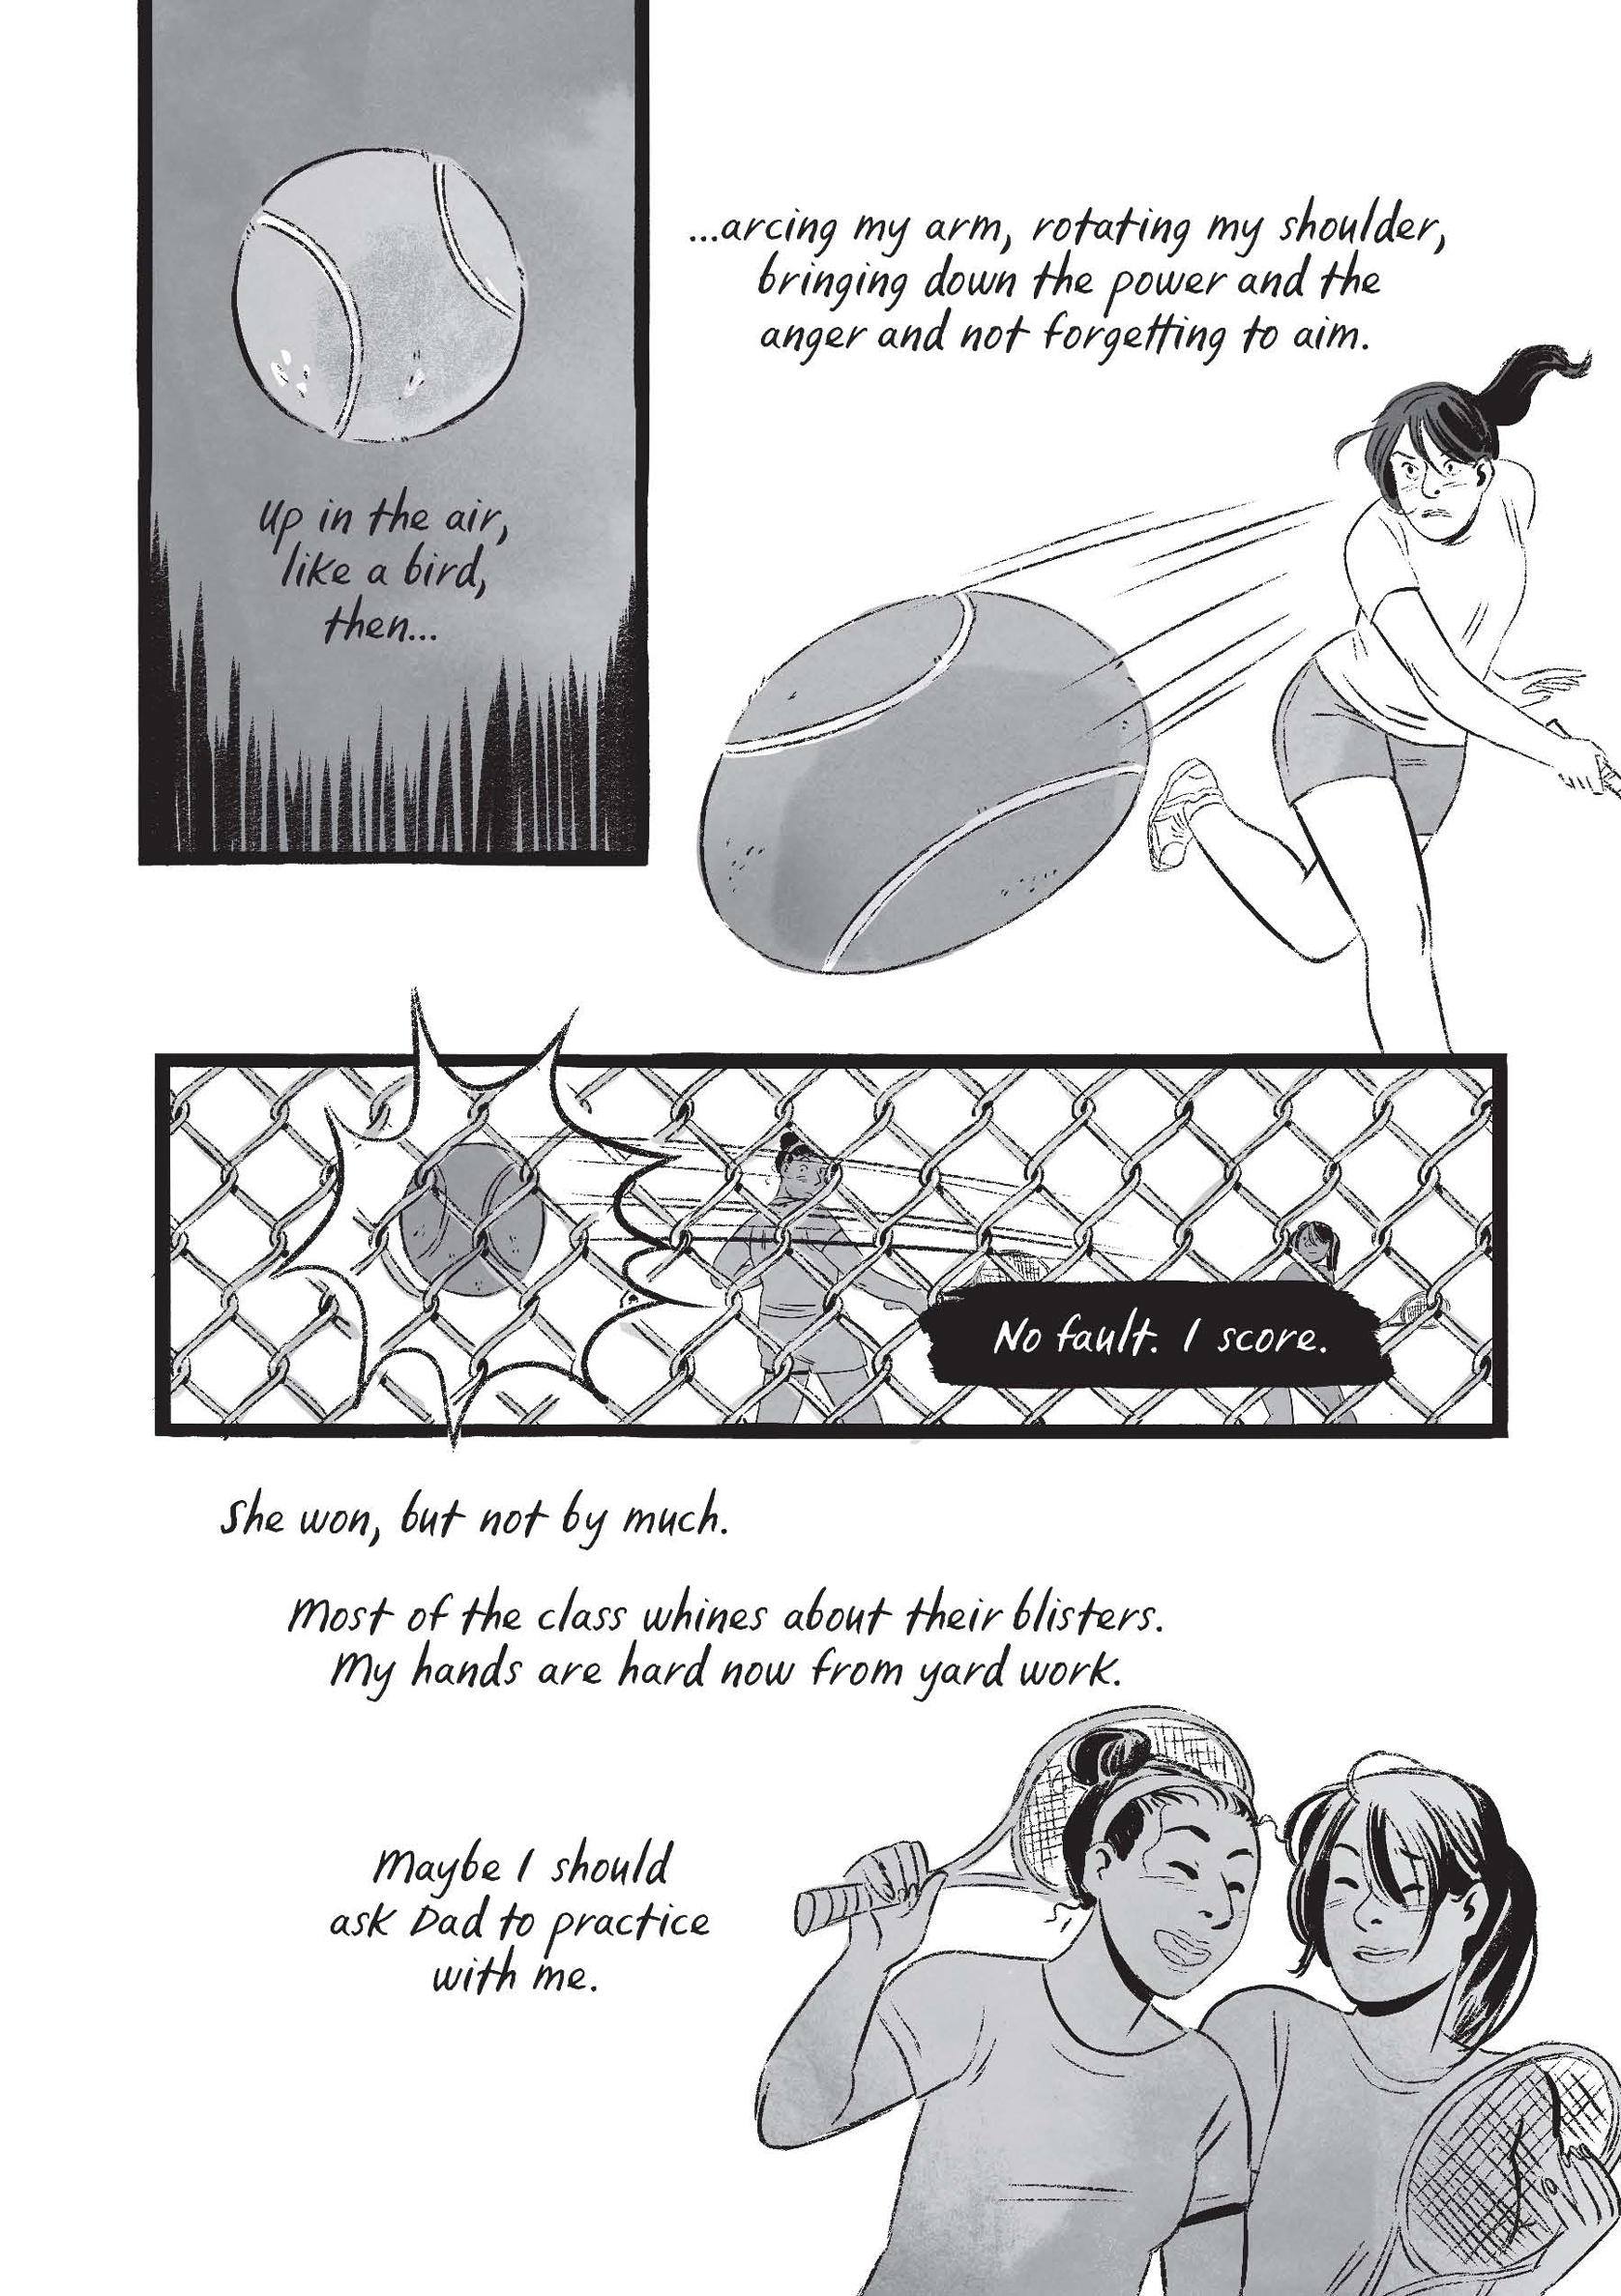 up in the air,
like a bird,
then...
...arcing my arm, rotating my shoulder,
bringing down the power and the
anger and not forgetting to aim.
No fault. I score.
She won, but not by much.
Most of the class whines about their blisters.
My hands are hard now from yard work.
Maybe I should
ask Dad to practice
with me.